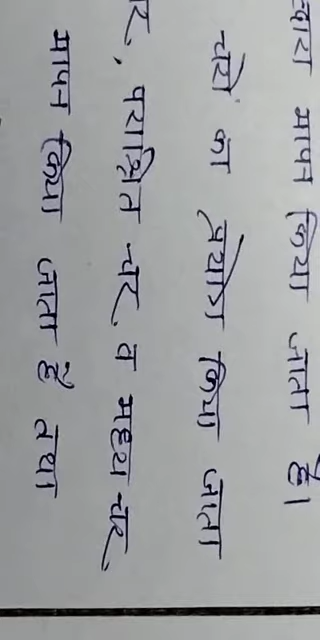 मापन किया जाता है।
चरों का प्रयोग किया जाता
पराश्रित चर, व मध्य चर,
मापन किया जाता है तथा